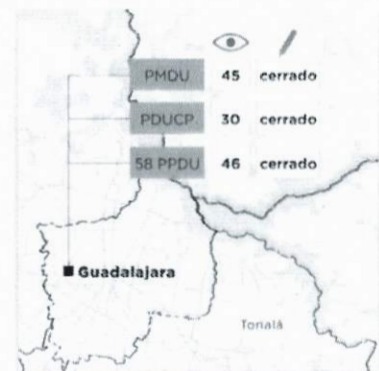 PMDU 45 cerrado
PDUCP 30 cerrado
58 PPDU 46 cerrado
Guadalajara
Tonalá